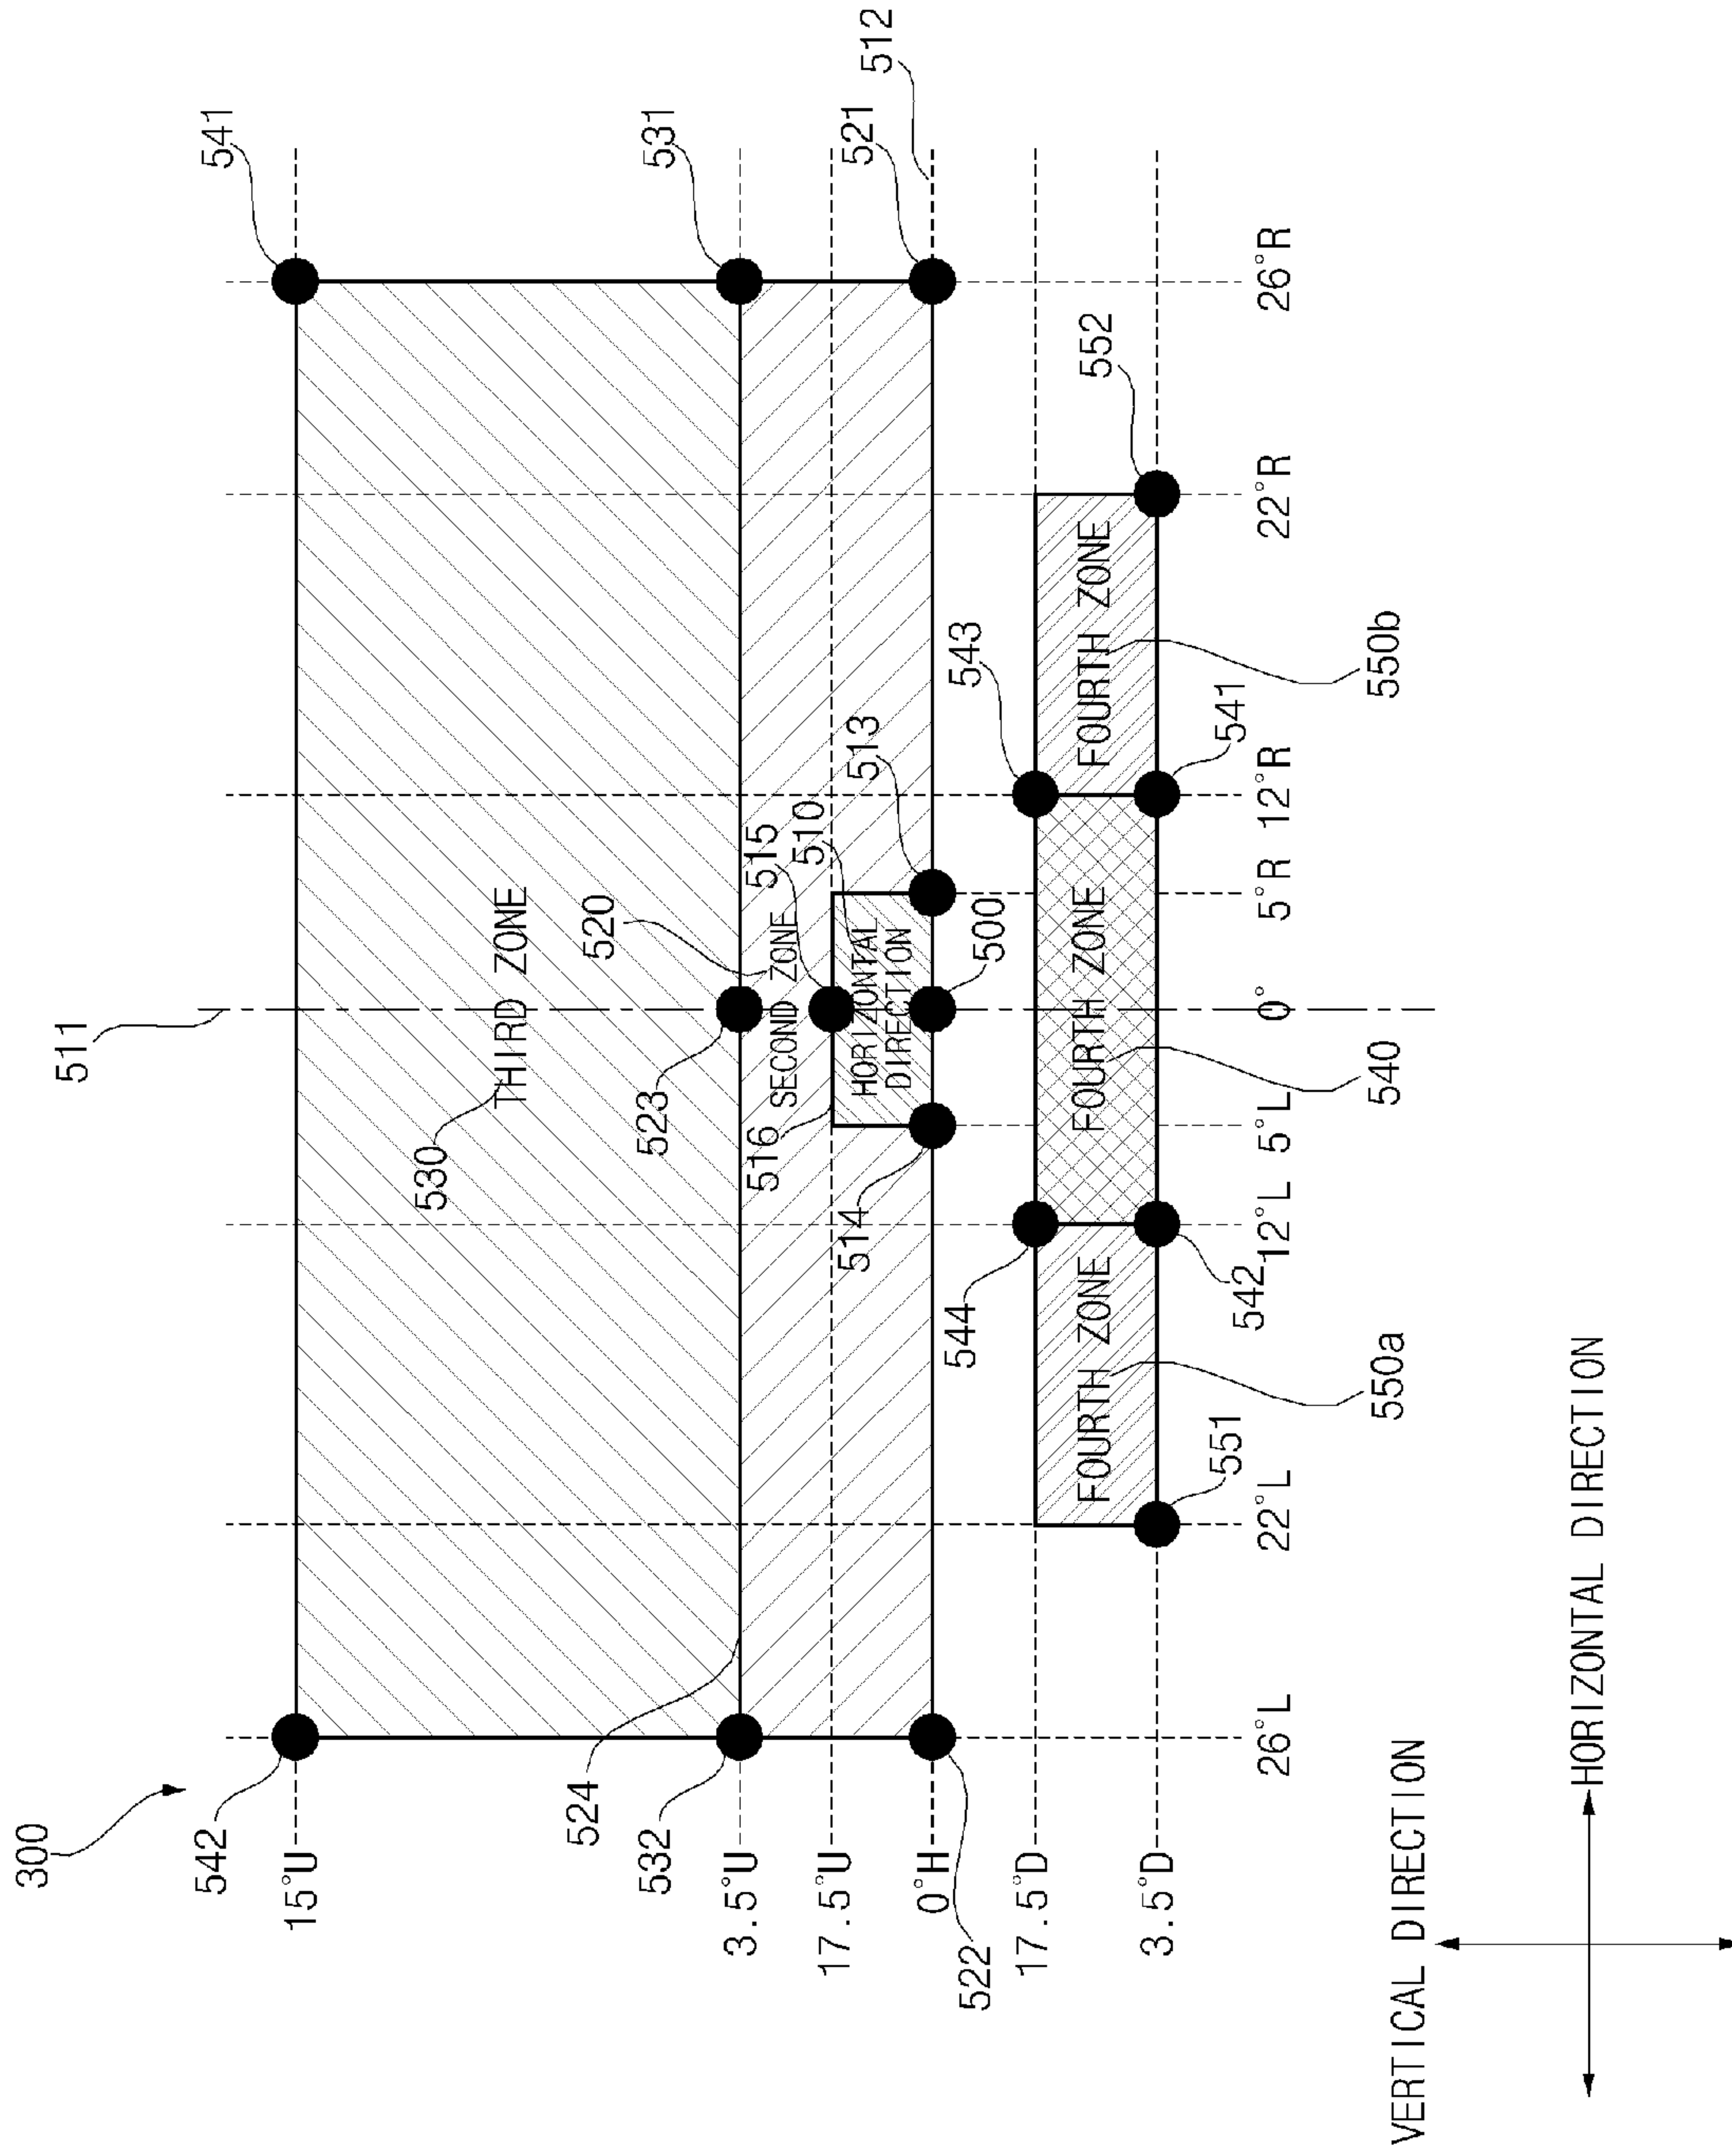 300
511
542
541
15°U
THIRD ZONE
530
520
523
515
510
SECOND ZONE
524
532
531
3.5°U
516
513
521
17.5°U
HORIZONTAL
DIRECTION
514
500
512
0°H
522
544
543
552
17.5°D
FOURTH ZONE
FOURTH ZONE
FOURTH ZONE
3.5°D
551
542
541
26°L
22°L
12°L
5°L
0°
5°R
12°R
22°R
26°R
550a
540
550b
VERTICAL DIRECTION
HORIZONTAL DIRECTION